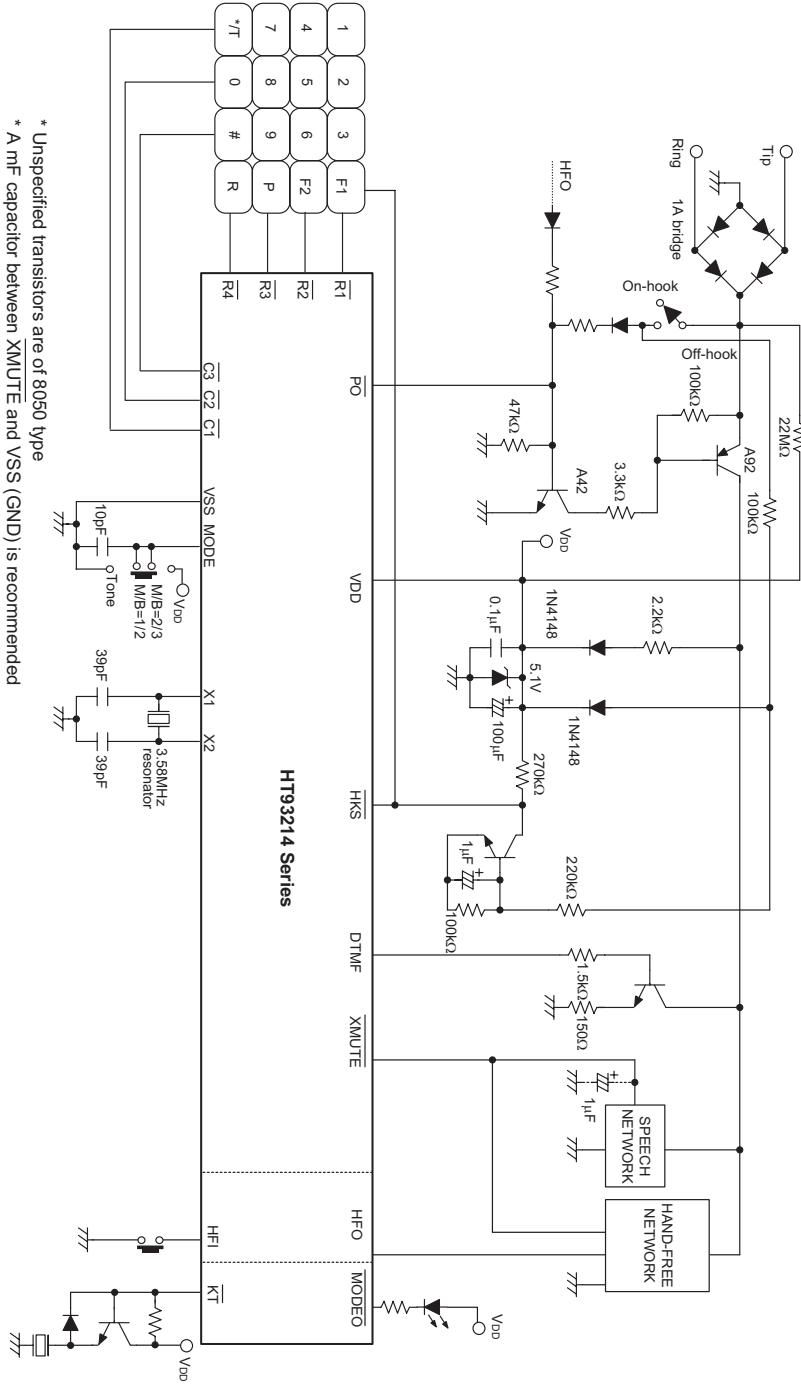 Tip
Ring
1A bridge
On-hook
Off-hook
22MΩ
100kΩ
A92
100kΩ
3.3kΩ
A42
47kΩ
HFO
VDD
1N4148
2.2kΩ
0.1µF
5.1V
+
100µF
1N4148
270kΩ
1µF
+
100kΩ
220kΩ
1.5kΩ
150Ω
+
1µF
SPEECH
NETWORK
HAND-FREE
NETWORK
VDD
1
2
3
F1
4
5
6
F2
7
8
9
P
*/T
0
#
R
R1
R2
R3
R4
PO
VDD
HKS
DTMF
XMUTE
HFO
MODEO
HT93214 Series
C3
C2
C1
VSS
MODE
X1
X2
HFI
KT
10pF
Tone
M/B=1/2
M/B=2/3
VDD
39pF
39pF
3.58MHz
resonator
VDD
* Unspecified transistors are of 8050 type
* A mF capacitor between XMUTE and VSS (GND) is recommended